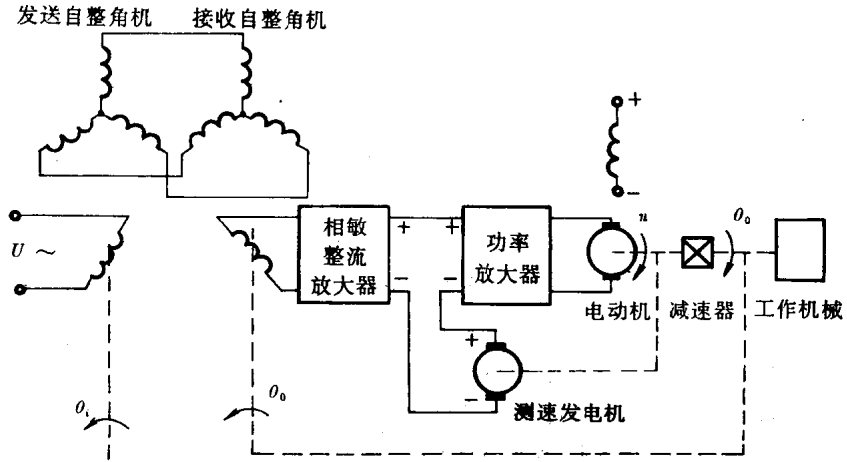 发送自整角机
接收自整角机
+
−
U ~
相敏
整流
放大器
+
−
+
−
功率
放大器
n
θ₀
电动机
减速器
工作机械
+
−
测速发电机
θᵢ
θ₀